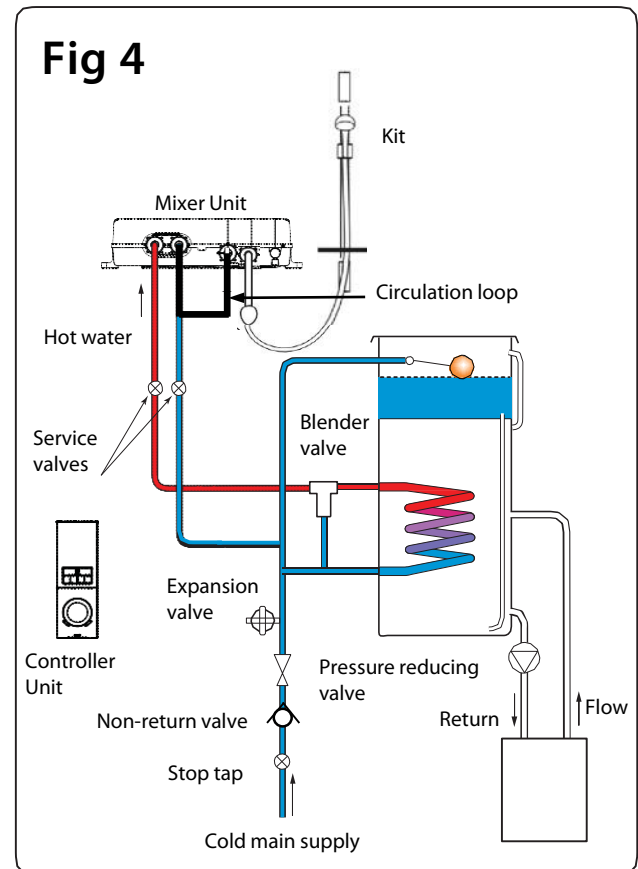 Fig 4
Kit
Mixer Unit
Circulation loop
Hot water
Service
valves
Blender
valve
Expansion
valve
Controller
Unit
Pressure reducing
valve
Non-return valve
Return
Flow
Stop tap
Cold main supply